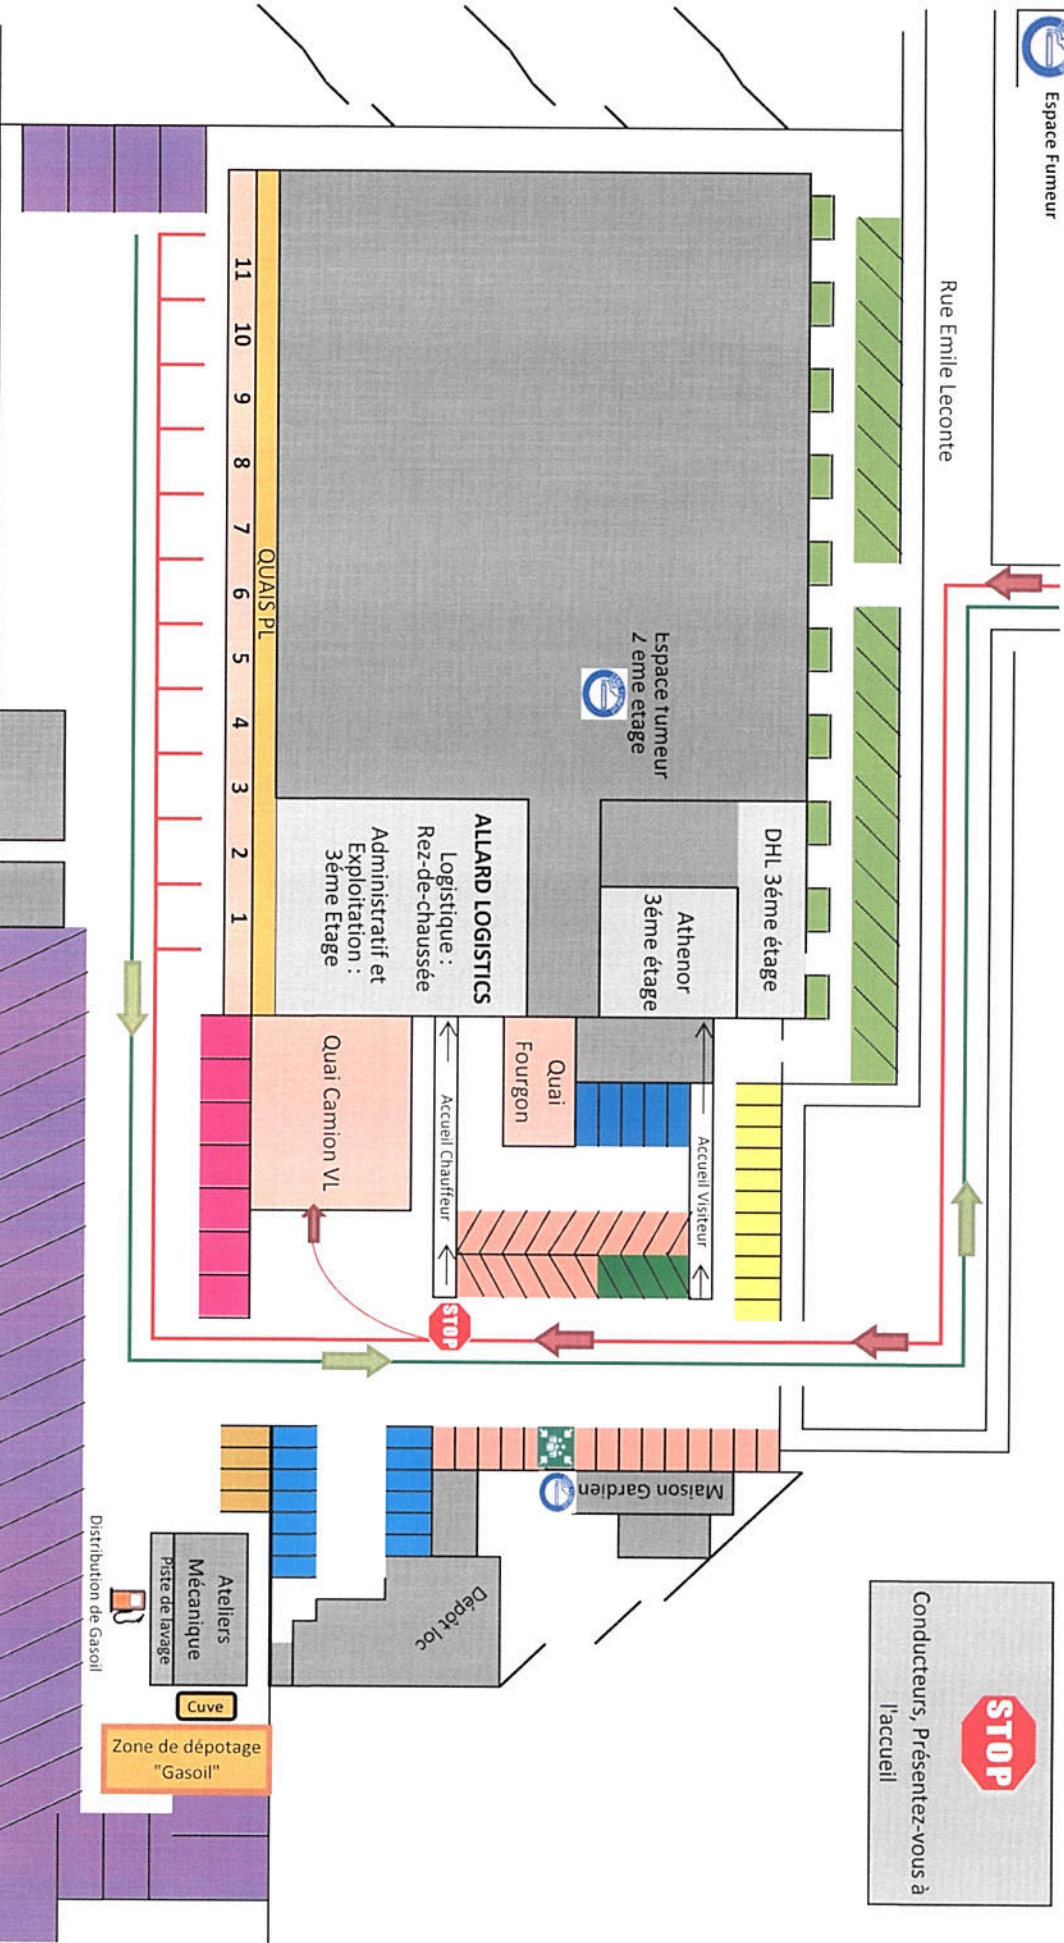 Espace Fumeur
Rue Emile Leconte
STOP
Conducteurs, Présentez-vous à
l'accueil
Espace fumeur
2 eme etage
DHL 3éme étage
Athenor
3éme étage
ALLARD LOGISTICS
Logistique :
Rez-de-chaussée
Administratif et
Exploitation :
3éme Etage
QUAIS PL
11 10 9 8 7 6 5 4 3 2 1
Accueil Visiteur
Quai
Fourgon
Accueil Chauffeur
Quai Camion VL
STOP
Maison Gardien
Dépôt loc
Ateliers
Mécanique
Piste de lavage
Distribution de Gasoil
Cuve
Zone de dépotage
"Gasoil"